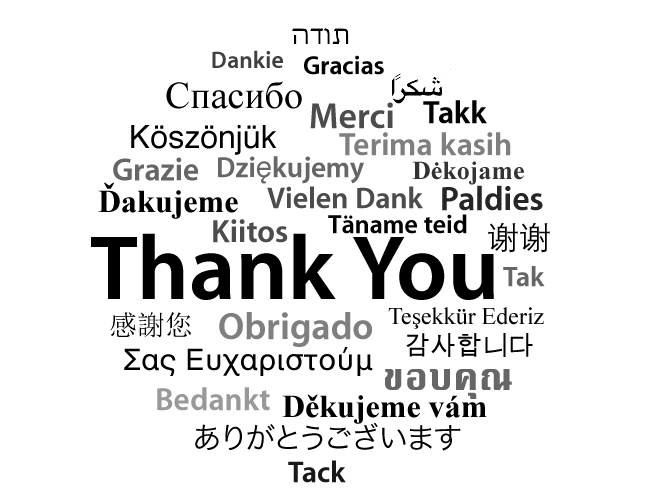 תודה
Dankie
Gracias
Спасибо
شكراً
Merci
Takk
Köszönjük
Terima kasih
Grazie
Dziękujemy
Dėkojame
Ďakujeme
Vielen Dank
Paldies
Kiitos
Täname teid
谢谢
Thank You
Tak
感謝您
Obrigado
Teşekkür Ederiz
감사합니다
Σας Ευχαριστούμ
ขอบคุณ
Bedankt
Děkujeme vám
ありがとうございます
Tack